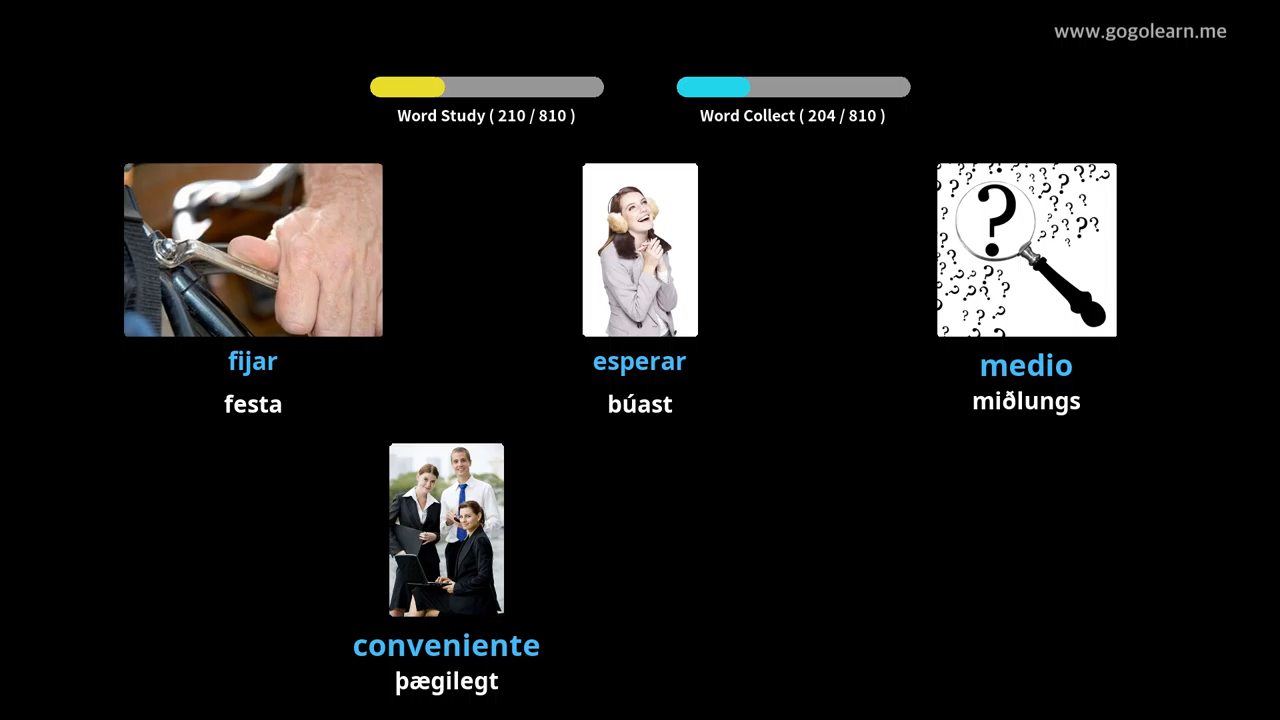 www.gogolearn.me
Word Study ( 210 / 810 )
Word Collect ( 204 / 810 )
fijar
festa
esperar
búast
medio
miðlungs
conveniente
þægilegt